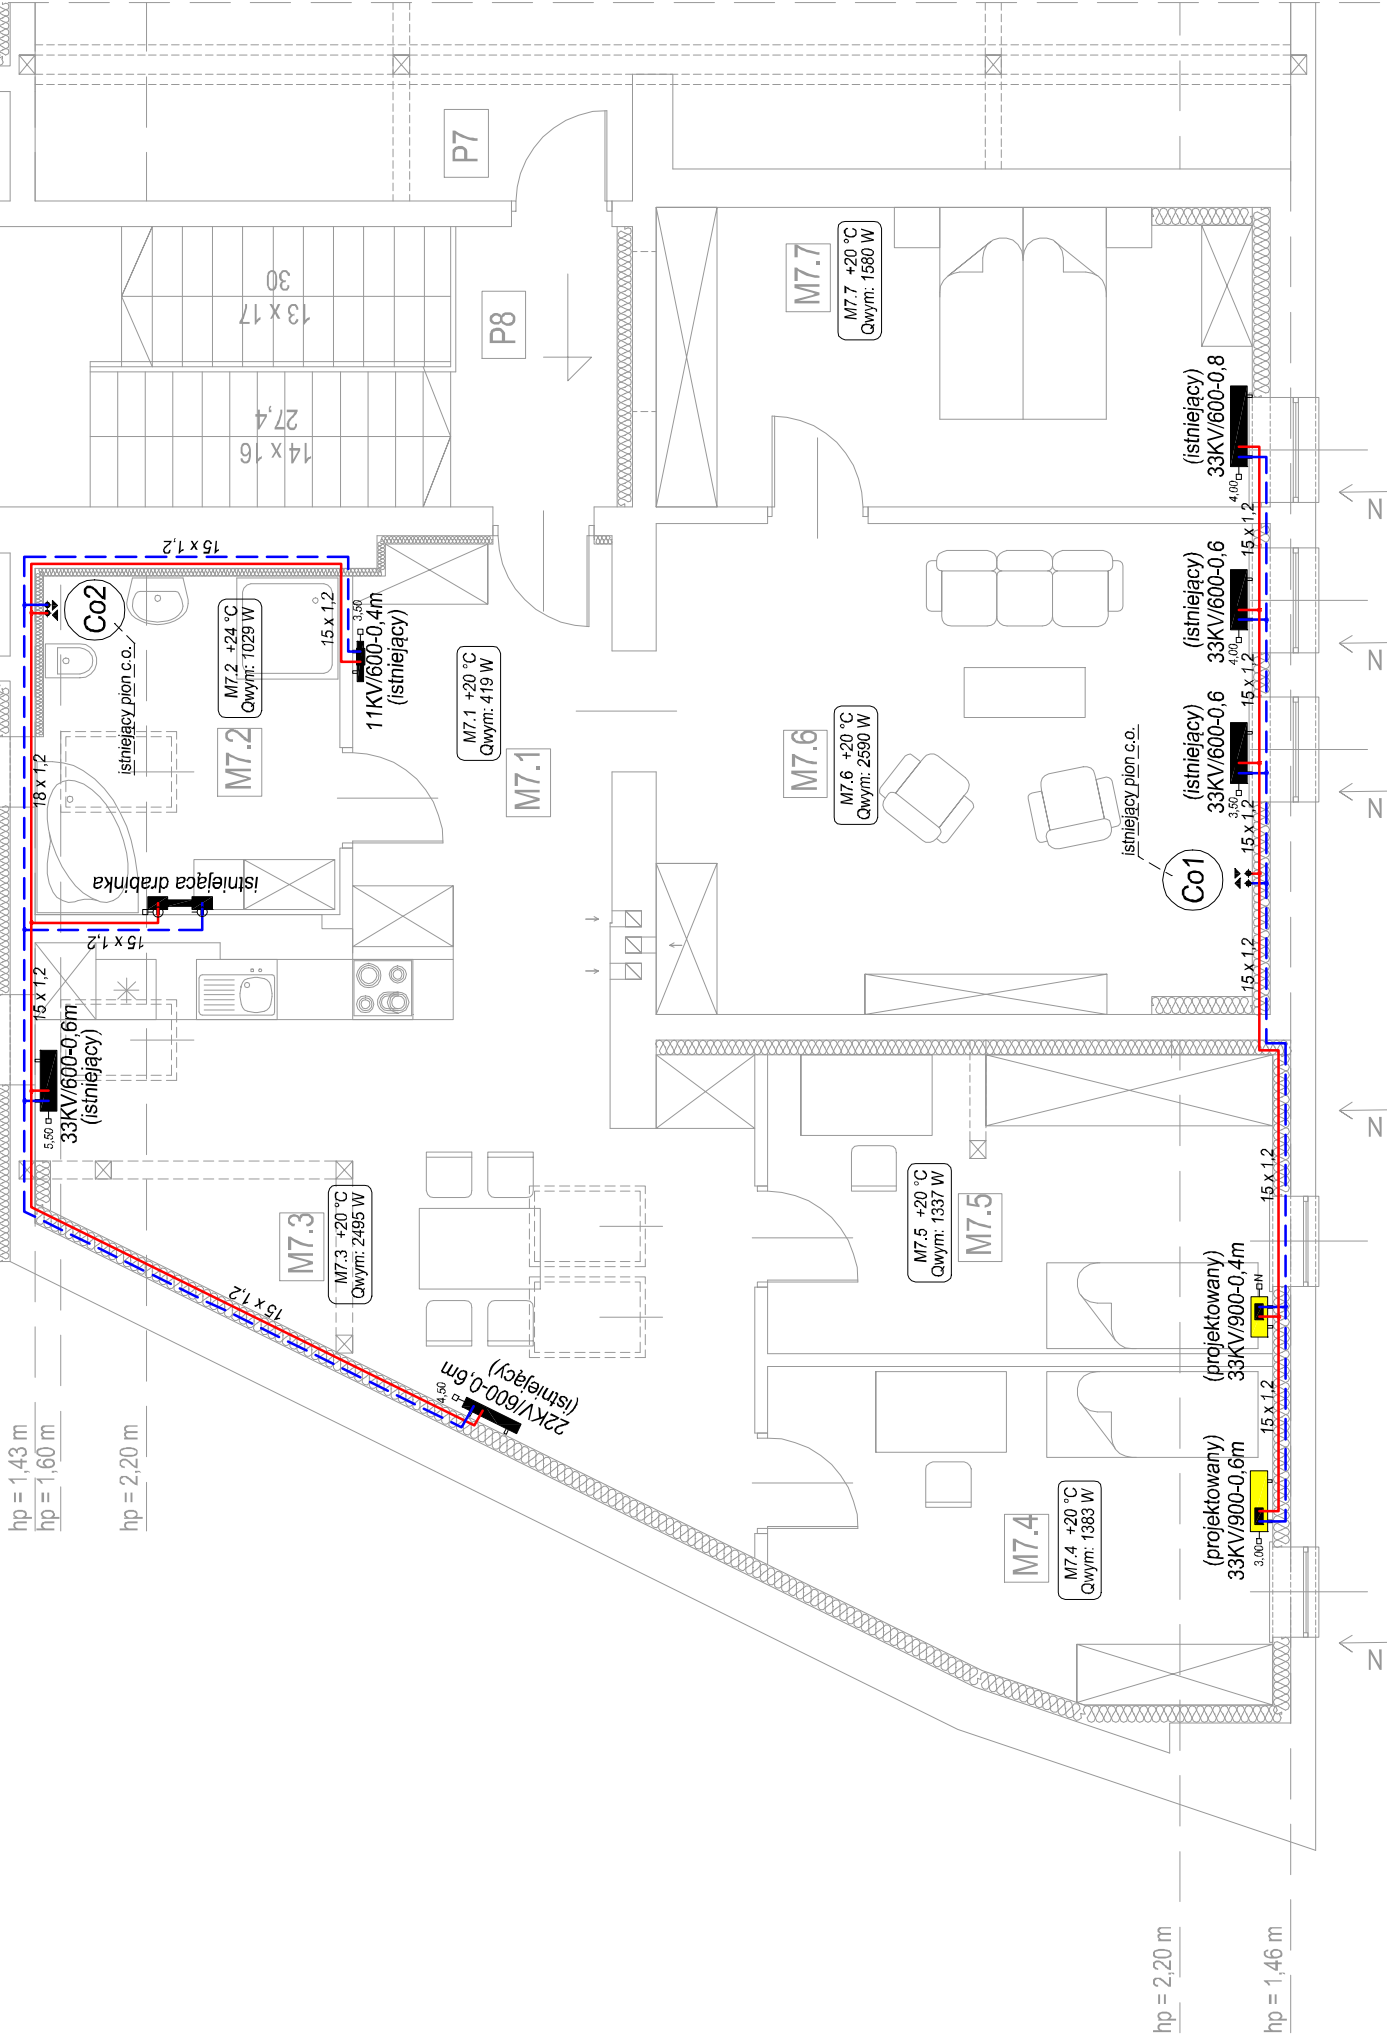 P7
30
13 x 17
P8
27,4
14 x 16
M7.7
M7.7 +20 °C
Qwym: 1580 W
(istniejący)
33KV/600-0,8
4,00
15 x 1,2
N
15 x 1,2
Co2
istniejący pion c.o.
M7.2 +24 °C
Qwym: 1029 W
M7.2
15 x 1,2
3,50
11KV/600-0,4m
(istniejący)
M7.1 +20 °C
Qwym: 419 W
M7.1
18 x 1,2
istniejąca drabinka
15 x 1,2
15 x 1,2
(istniejący)
33KV/600-0,6
4,00
15 x 1,2
N
M7.6
M7.6 +20 °C
Qwym: 2590 W
(istniejący)
33KV/600-0,6
3,50
15 x 1,2
N
istniejący pion c.o.
Co1
15 x 1,2
33KV/600-0,6m
(istniejący)
5,50
M7.3
M7.3 +20 °C
Qwym: 2495 W
15 x 1,2
4,50
22KV/600-0,6m
(istniejący)
M7.5 +20 °C
Qwym: 1337 W
M7.5
15 x 1,2
N
(projektowany)
33KV/900-0,4m
N
15 x 1,2
M7.4
M7.4 +20 °C
Qwym: 1383 W
(projektowany)
33KV/900-0,6m
3,00
N
hp = 1,43 m
hp = 1,60 m
hp = 2,20 m
hp = 2,20 m
hp = 1,46 m